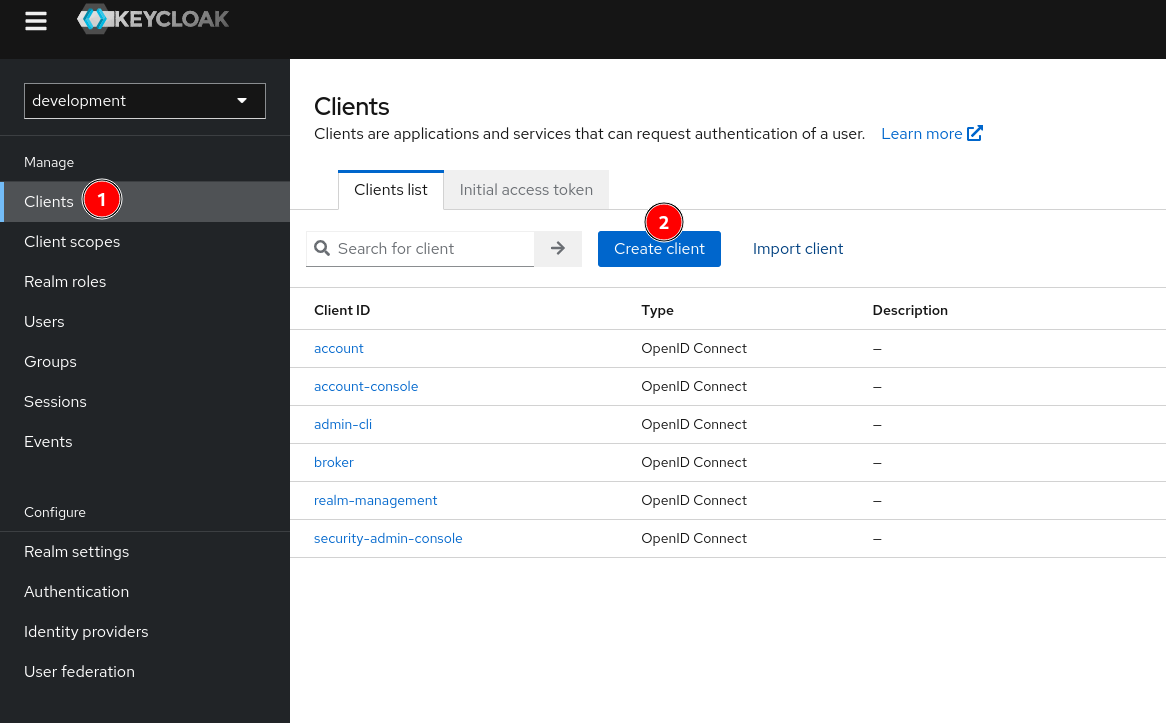 KEYCLOAK
development
Manage
Clients 1
Client scopes
Realm roles
Users
Groups
Sessions
Events
Configure
Realm settings
Authentication
Identity providers
User federation
Clients
Clients are applications and services that can request authentication of a user. Learn more
Clients list Initial access token
2
Search for client Create client Import client
Client ID Type Description
account OpenID Connect –
account-console OpenID Connect –
admin-cli OpenID Connect –
broker OpenID Connect –
realm-management OpenID Connect –
security-admin-console OpenID Connect –